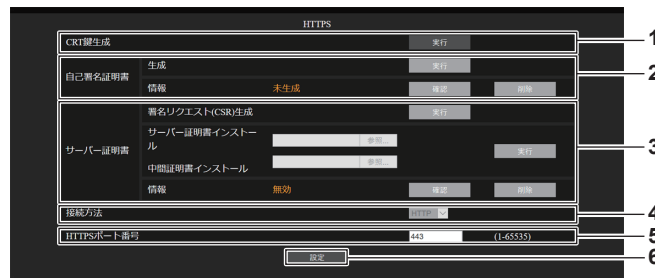 HTTPS
CRT鍵生成 実行 1
自己署名証明書 生成 実行 2
情報 未生成 確認 削除
サーバー証明書 署名リクエスト(CSR)生成 実行 3
サーバー証明書インストール 参照...
中間証明書インストール 参照... 実行
情報 無効 確認 削除
接続方法 HTTP 4
HTTPSポート番号 443 (1-65535) 5
設定 6